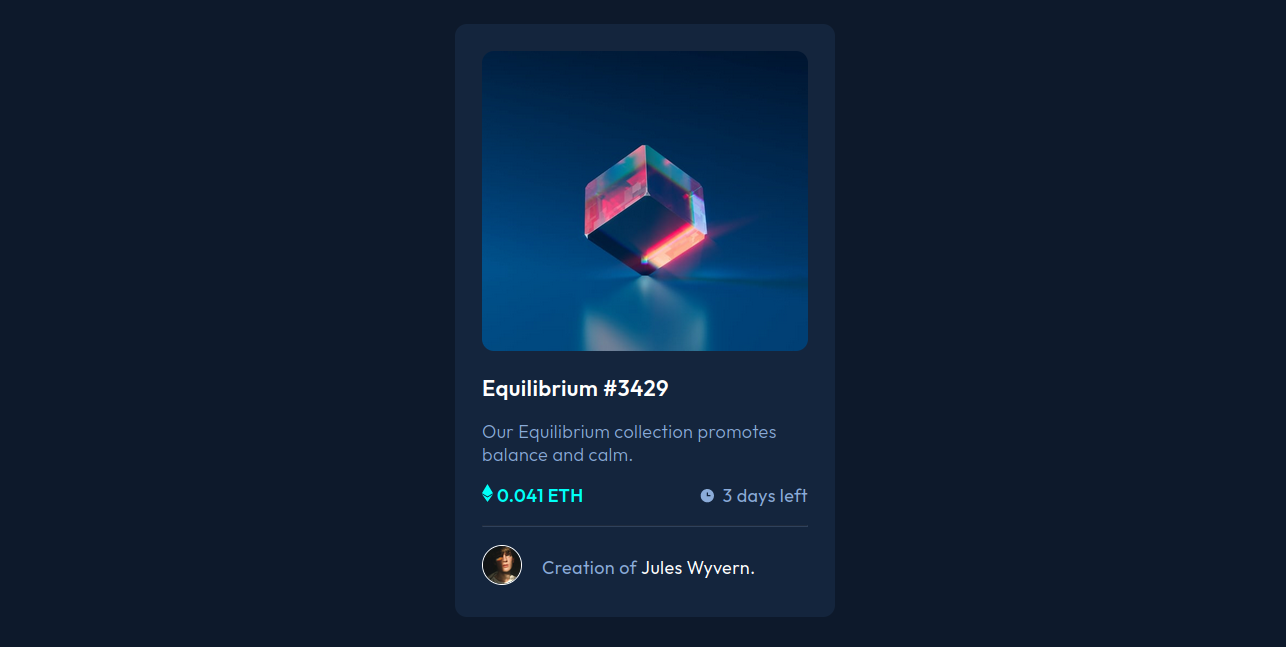 Equilibrium #3429
Our Equilibrium collection promotes
balance and calm.
0.041 ETH
3 days left
Creation of Jules Wyvern.